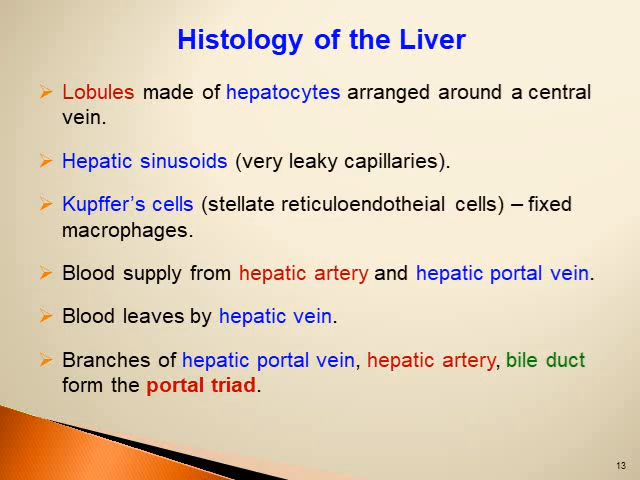 Histology of the Liver
➢ Lobules made of hepatocytes arranged around a central
vein.
➢ Hepatic sinusoids (very leaky capillaries).
➢ Kupffer’s cells (stellate reticuloendotheial cells) – fixed
macrophages.
➢ Blood supply from hepatic artery and hepatic portal vein.
➢ Blood leaves by hepatic vein.
➢ Branches of hepatic portal vein, hepatic artery, bile duct
form the portal triad.
13